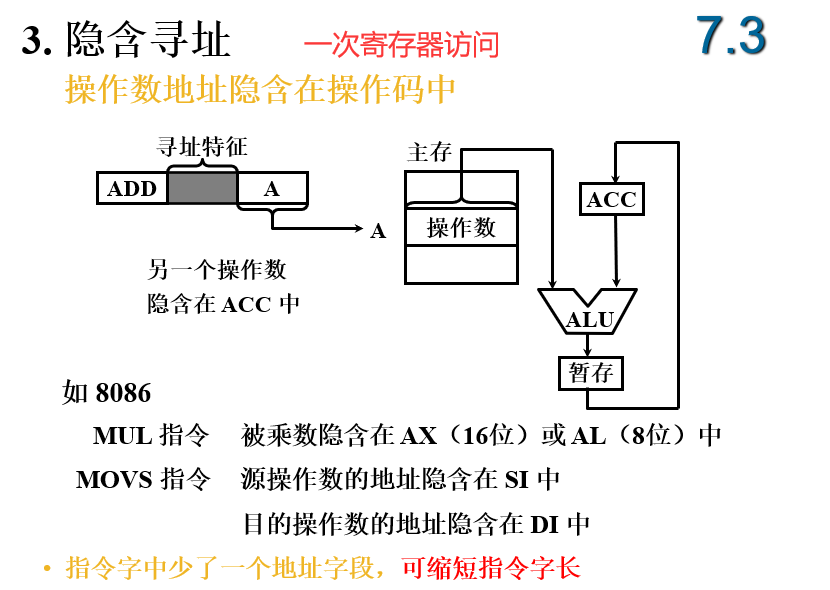 3. 隐含寻址
一次寄存器访问
7.3
操作数地址隐含在操作码中
寻址特征
主存
ADD
A
ACC
A
操作数
另一个操作数
隐含在 ACC 中
ALU
暂存
如 8086
MUL 指令 被乘数隐含在 AX（16位）或 AL（8位）中
MOVS 指令 源操作数的地址隐含在 SI 中
目的操作数的地址隐含在 DI 中
• 指令字中少了一个地址字段，可缩短指令字长